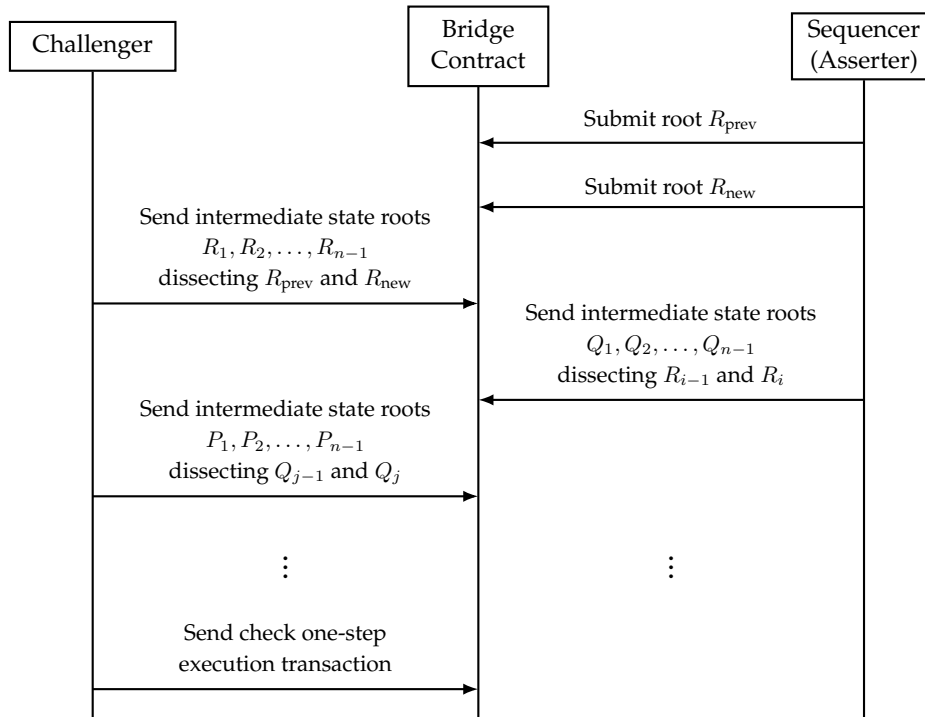 Challenger
Bridge
Contract
Sequencer
(Asserter)
Submit root R_prev
Submit root R_new
Send intermediate state roots
R_1, R_2, . . . , R_{n−1}
dissecting R_prev and R_new
Send intermediate state roots
Q_1, Q_2, . . . , Q_{n−1}
dissecting R_{i−1} and R_i
Send intermediate state roots
P_1, P_2, . . . , P_{n−1}
dissecting Q_{j−1} and Q_j
⋮
⋮
Send check one-step
execution transaction